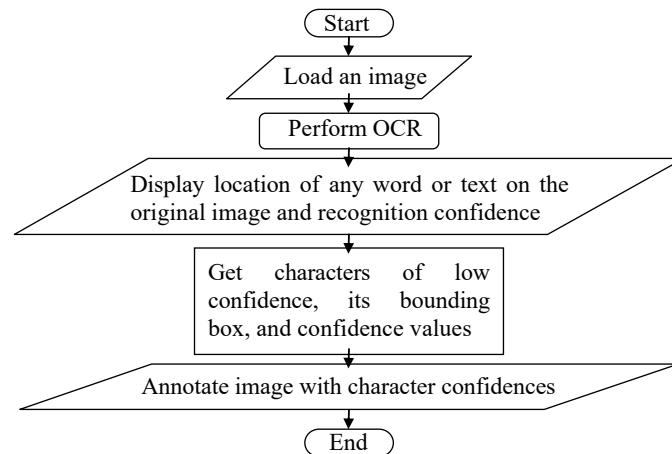 Start
Load an image
Perform OCR
Display location of any word or text on the
original image and recognition confidence
Get characters of low
confidence, its bounding
box, and confidence values
Annotate image with character confidences
End